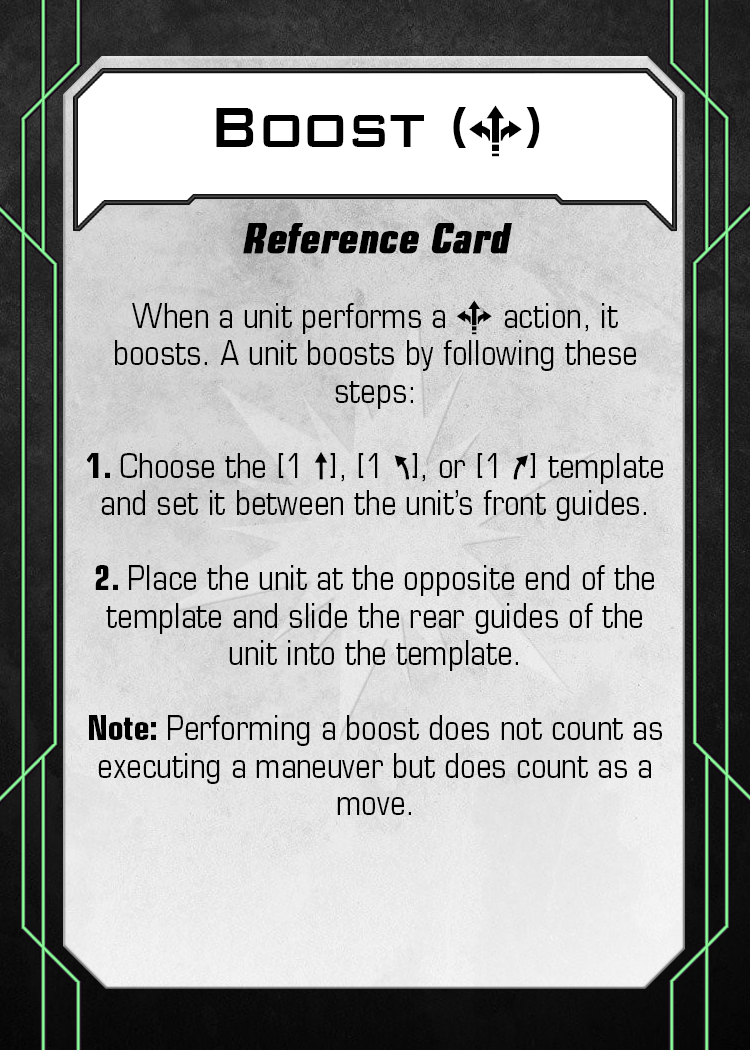 Boost ()
Reference Card
When a unit performs a action, it
boosts. A unit boosts by following these
steps:
1. Choose the [1 ↑], [1 ↖], or [1 ↗] template
and set it between the unit's front guides.
2. Place the unit at the opposite end of the
template and slide the rear guides of the
unit into the template.
Note: Performing a boost does not count as
executing a maneuver but does count as a
move.